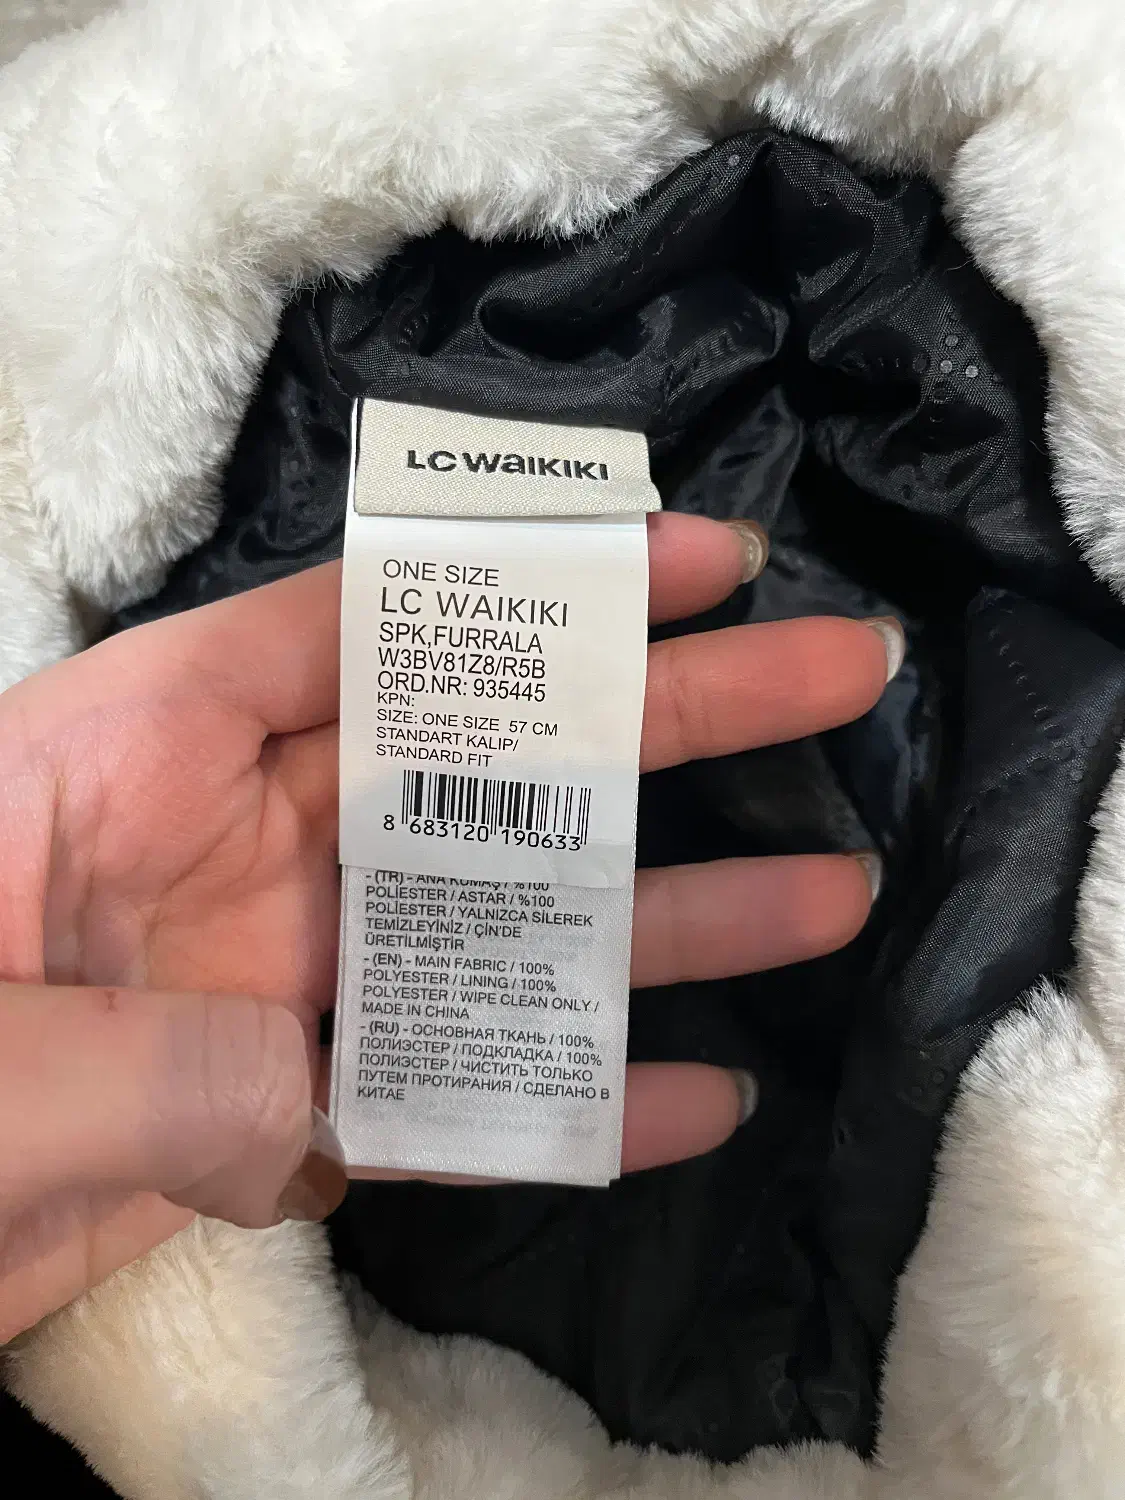 LC WAIKIKI
ONE SIZE
LC WAIKIKI
SPK,FURRALA
W3BV81Z8/R5B
ORD.NR: 935445
KPN:
SIZE: ONE SIZE 57 CM
STANDART KALIP/
STANDARD FIT
8 683120 190633
- (TR) - ANA KUMAŞ / %100
POLİESTER / ASTAR / %100
POLİESTER / YALNIZCA SİLEREK
TEMİZLEYİNİZ / ÇİN'DE
ÜRETİLMİŞTİR
- (EN) - MAIN FABRIC / 100%
POLYESTER / LINING / 100%
POLYESTER / WIPE CLEAN ONLY /
MADE IN CHINA
- (RU) - ОСНОВНАЯ ТКАНЬ / 100%
ПОЛИЭСТЕР / ПОДКЛАДКА / 100%
ПОЛИЭСТЕР / ЧИСТИТЬ ТОЛЬКО
ПУТЕМ ПРОТИРАНИЯ / СДЕЛАНО В
КИТАЕ